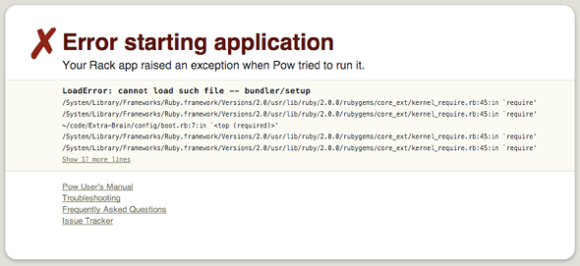 ✗ Error starting application
Your Rack app raised an exception when Pow tried to run it.
LoadError: cannot load such file -- bundler/setup
/System/Library/Frameworks/Ruby.framework/Versions/2.0/usr/lib/ruby/2.0.0/rubygems/core_ext/kernel_require.rb:45:in `require'
/System/Library/Frameworks/Ruby.framework/Versions/2.0/usr/lib/ruby/2.0.0/rubygems/core_ext/kernel_require.rb:45:in `require'
~/code/Extra-Brain/config/boot.rb:7:in `<top (required)>'
/System/Library/Frameworks/Ruby.framework/Versions/2.0/usr/lib/ruby/2.0.0/rubygems/core_ext/kernel_require.rb:45:in `require'
/System/Library/Frameworks/Ruby.framework/Versions/2.0/usr/lib/ruby/2.0.0/rubygems/core_ext/kernel_require.rb:45:in `require'
Show 17 more lines
Pow User's Manual
Troubleshooting
Frequently Asked Questions
Issue Tracker